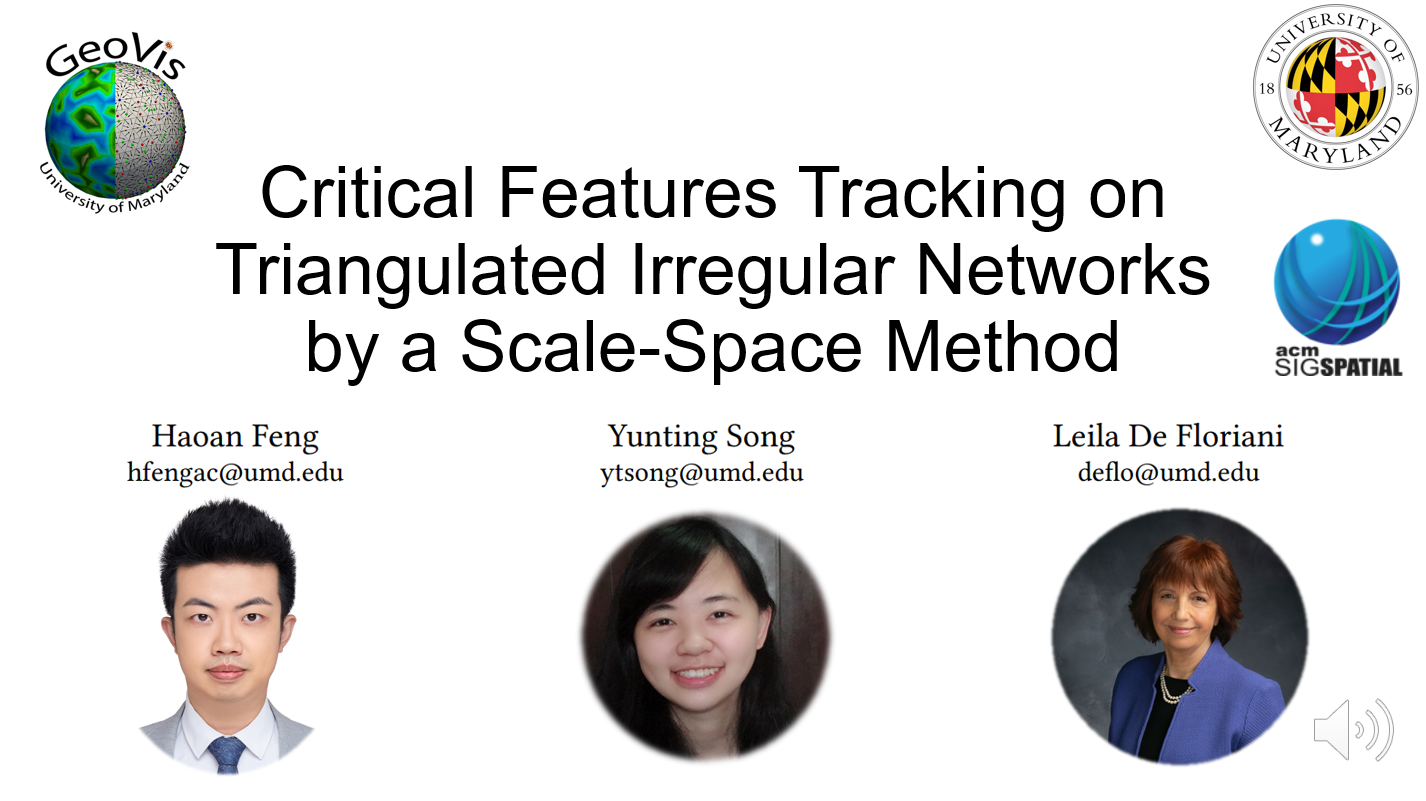 GeoVis
University of Maryland
UNIVERSITY OF
18 56
MARYLAND
Critical Features Tracking on
Triangulated Irregular Networks
by a Scale-Space Method
acm
SIGSPATIAL
Haoan Feng
hfengac@umd.edu
Yunting Song
ytsong@umd.edu
Leila De Floriani
deflo@umd.edu